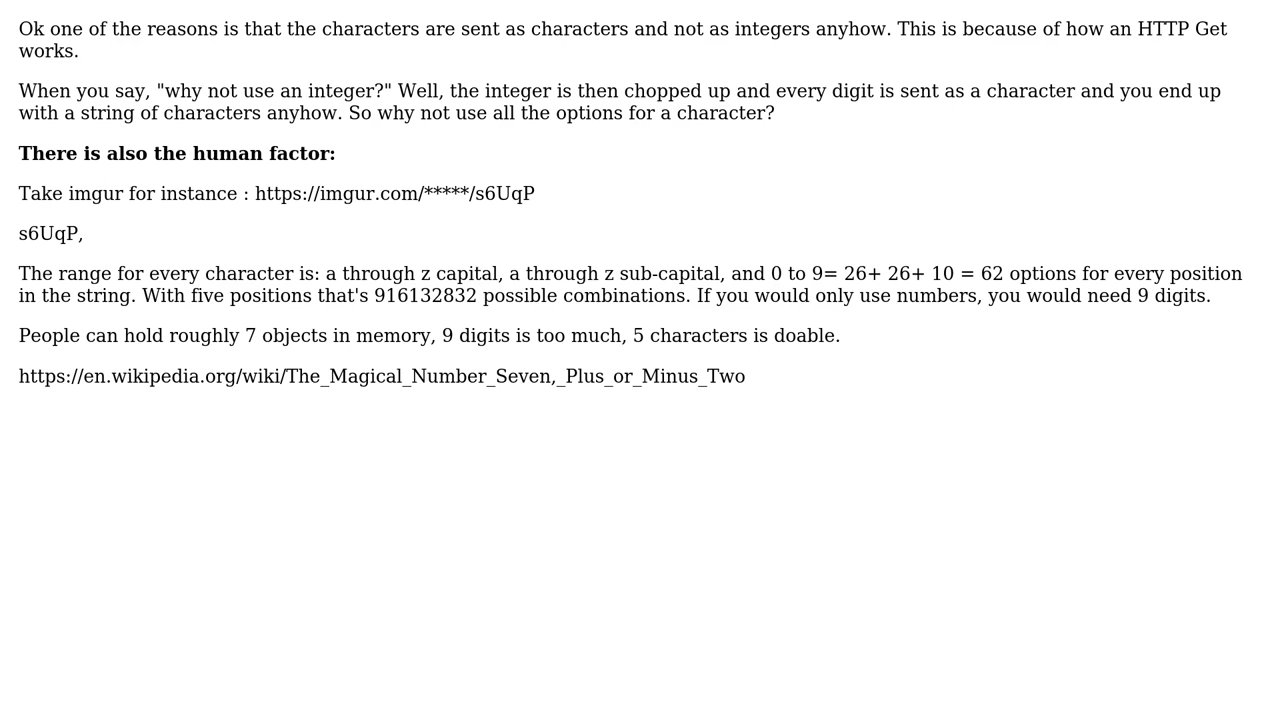 Ok one of the reasons is that the characters are sent as characters and not as integers anyhow. This is because of how an HTTP Get
works.
When you say, "why not use an integer?" Well, the integer is then chopped up and every digit is sent as a character and you end up
with a string of characters anyhow. So why not use all the options for a character?
There is also the human factor:
Take imgur for instance : https://imgur.com/*****/s6UqP
s6UqP,
The range for every character is: a through z capital, a through z sub-capital, and 0 to 9= 26+ 26+ 10 = 62 options for every position
in the string. With five positions that's 916132832 possible combinations. If you would only use numbers, you would need 9 digits.
People can hold roughly 7 objects in memory, 9 digits is too much, 5 characters is doable.
https://en.wikipedia.org/wiki/The_Magical_Number_Seven,_Plus_or_Minus_Two